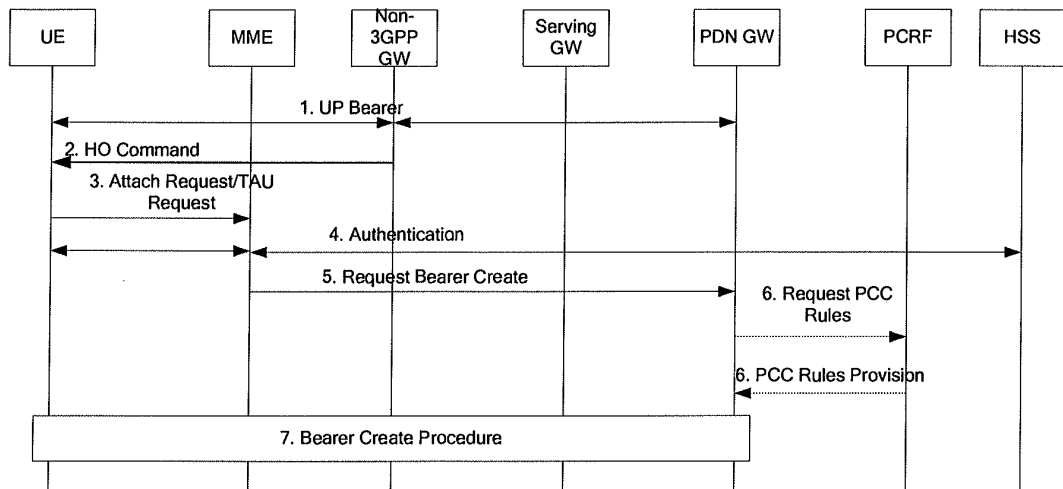 UE
MME
Non-
3GPP
GW
Serving
GW
PDN GW
PCRF
HSS
1. UP Bearer
2. HO Command
3. Attach Request/TAU
Request
4. Authentication
5. Request Bearer Create
6. Request PCC
Rules
6. PCC Rules Provision
7. Bearer Create Procedure